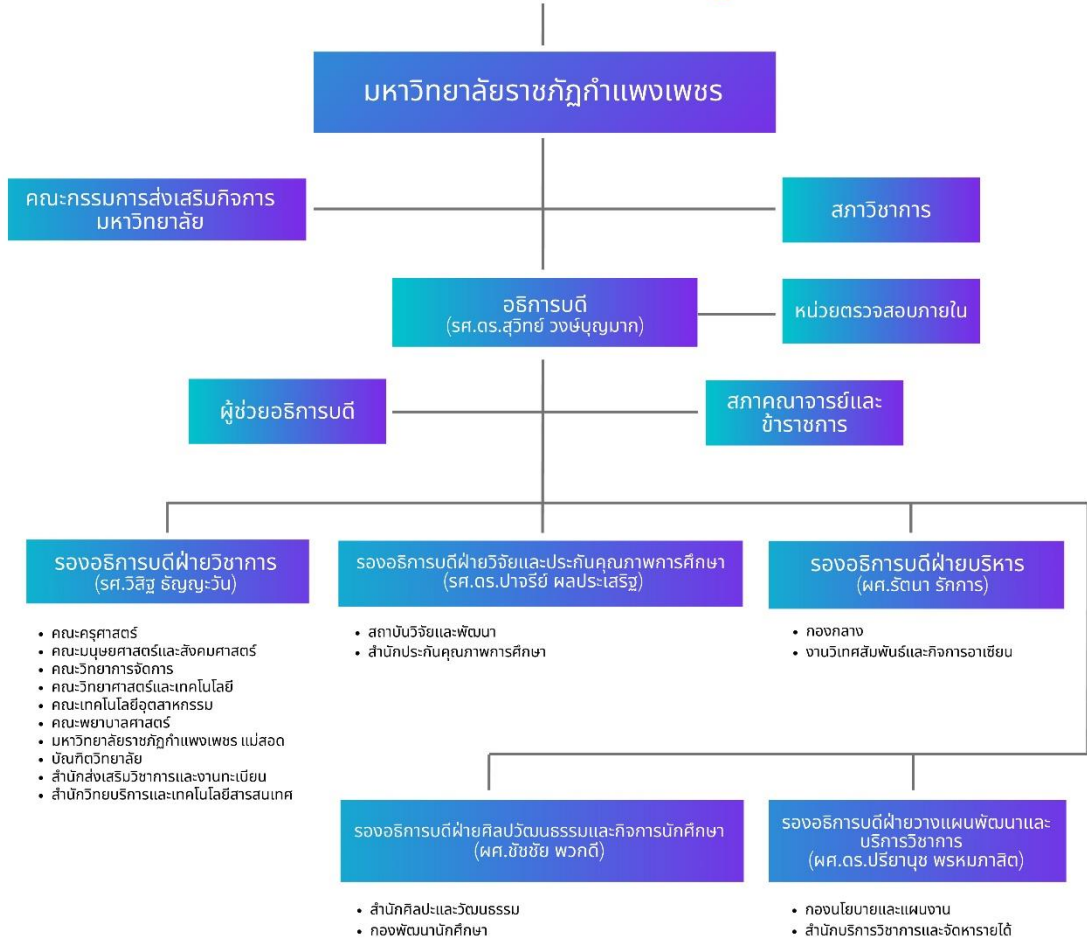 มหาวิทยาลัยราชภัฏกำแพงเพชร
คณะกรรมการส่งเสริมกิจการ
มหาวิทยาลัย
สภาวิชาการ
อธิการบดี
(รศ.ดร.สุวิทย์ วงษ์บุญมาก)
หน่วยตรวจสอบภายใน
ผู้ช่วยอธิการบดี
สภาคณาจารย์และ
ข้าราชการ
รองอธิการบดีฝ่ายวิชาการ
(รศ.วิสิฐ ธัญญะวัน)
• คณะครุศาสตร์
• คณะมนุษยศาสตร์และสังคมศาสตร์
• คณะวิทยาการจัดการ
• คณะวิทยาศาสตร์และเทคโนโลยี
• คณะเทคโนโลยีอุตสาหกรรม
• คณะพยาบาลศาสตร์
• มหาวิทยาลัยราชภัฏกำแพงเพชร แม่สอด
• บัณฑิตวิทยาลัย
• สำนักส่งเสริมวิชาการและงานทะเบียน
• สำนักวิทยบริการและเทคโนโลยีสารสนเทศ
รองอธิการบดีฝ่ายวิจัยและประกันคุณภาพการศึกษา
(รศ.ดร.ปาจรีย์ ผลประเสริฐ)
• สถาบันวิจัยและพัฒนา
• สำนักประกันคุณภาพการศึกษา
รองอธิการบดีฝ่ายบริหาร
(ผศ.รัตนา รักการ)
• กองกลาง
• งานวิเทศสัมพันธ์และกิจการอาเซียน
รองอธิการบดีฝ่ายศิลปวัฒนธรรมและกิจการนักศึกษา
(ผศ.ชัชชัย พวกดี)
• สำนักศิลปะและวัฒนธรรม
• กองพัฒนานักศึกษา
รองอธิการบดีฝ่ายวางแผนพัฒนาและ
บริการวิชาการ
(ผศ.ดร.ปรียานุช พรหมภาสิต)
• กองนโยบายและแผนงาน
• สำนักบริการวิชาการและจัดหารายได้